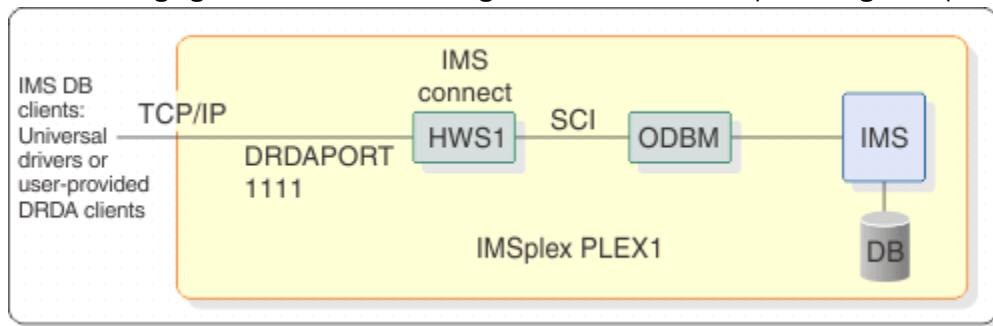 IMS DB
clients:
Universal
drivers or
user-provided
DRDA clients
TCP/IP
DRDAPORT
1111
IMS
connect
HWS1
SCI
ODBM
IMS
DB
IMSplex PLEX1